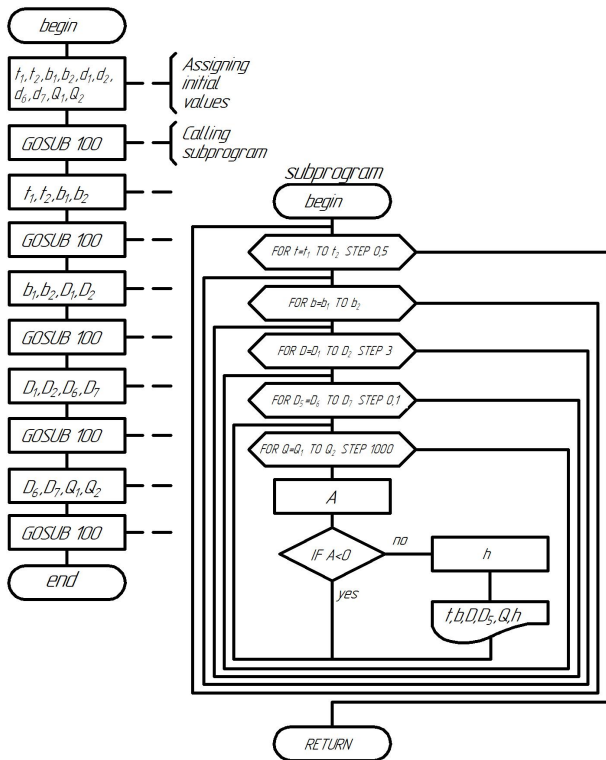 begin
t₁,t₂,b₁,b₂,d₁,d₂,
d₆,d₇,Q₁,Q₂
Assigning
initial
values
GOSUB 100
Calling
subprogram
t₁,t₂,b₁,b₂
GOSUB 100
b₁,b₂,D₁,D₂
GOSUB 100
D₁,D₂,D₆,D₇
GOSUB 100
D₆,D₇,Q₁,Q₂
GOSUB 100
end
subprogram
begin
FOR t=t₁ TO t₂ STEP 0,5
FOR b=b₁ TO b₂
FOR D=D₁ TO D₂ STEP 3
FOR D₅=D₆ TO D₇ STEP 0,1
FOR Q=Q₁ TO Q₂ STEP 1000
A
IF A<0
no
h
yes
t,b,D,D₅,Q,h
RETURN